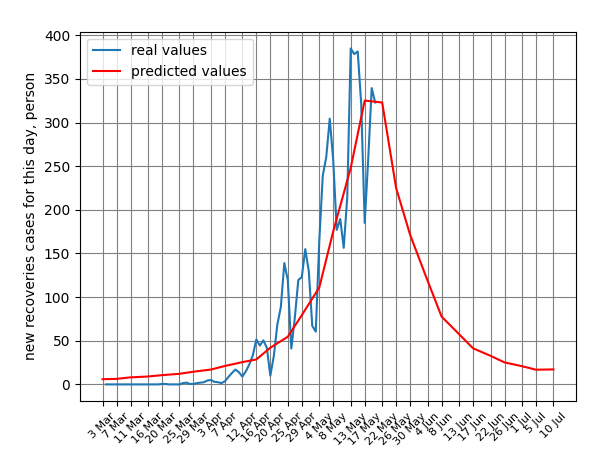 real values
predicted values
new recoveries cases for this day, person
400
350
300
250
200
150
100
50
0
3 Mar
7 Mar
11 Mar
16 Mar
20 Mar
25 Mar
29 Mar
3 Apr
7 Apr
12 Apr
16 Apr
20 Apr
25 Apr
29 Apr
4 May
8 May
13 May
17 May
22 May
26 May
30 May
4 Jun
8 Jun
13 Jun
17 Jun
22 Jun
26 Jun
1 Jul
5 Jul
10 Jul